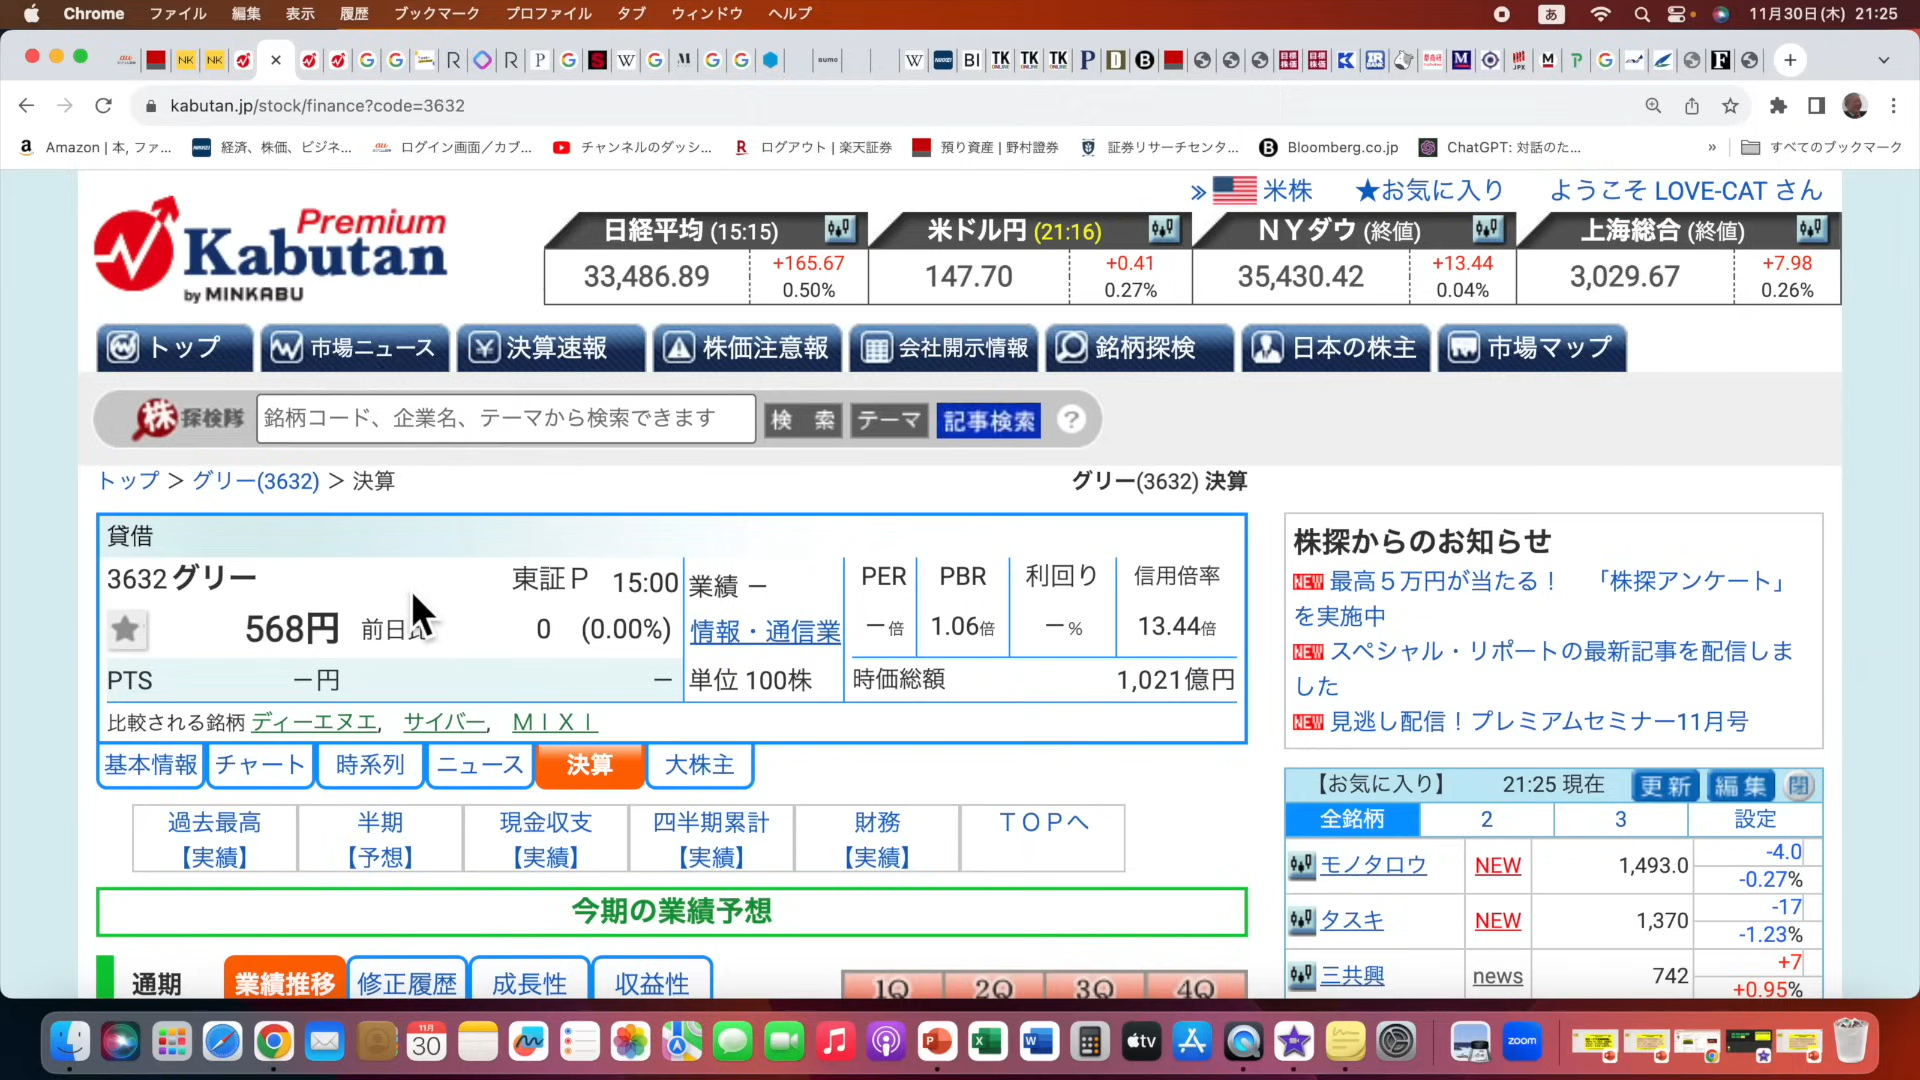 Chrome ファイル 編集 表示 履歴 ブックマーク プロファイル タブ ウィンドウ ヘルプ あ 11月30日(木) 21:25
kabutan.jp/stock/finance?code=3632
Amazon | 本, ファ... 経済、株価、ビジネ... ログイン画面／カブ... チャンネルのダッシ... ログアウト | 楽天証券 預り資産 | 野村證券 証券リサーチセンタ... Bloomberg.co.jp ChatGPT: 対話のた... » すべてのブックマーク
» 米株 ★お気に入り ようこそ LOVE-CAT さん
Premium
Kabutan
by MINKABU
日経平均 (15:15) 米ドル円 (21:16) ＮＹダウ (終値) 上海総合 (終値)
33,486.89 +165.67 0.50% 147.70 +0.41 0.27% 35,430.42 +13.44 0.04% 3,029.67 +7.98 0.26%
トップ 市場ニュース 決算速報 株価注意報 会社開示情報 銘柄探検 日本の株主 市場マップ
株探検隊 銘柄コード、企業名、テーマから検索できます 検 索 テーマ 記事検索 ?
トップ > グリー(3632) > 決算 グリー(3632) 決算
貸借
3632 グリー 東証Ｐ 15:00
568円 前日 0 (0.00%)
PTS －円 －
業績 －
情報・通信業
単位 100株
PER PBR 利回り 信用倍率
－倍 1.06倍 －% 13.44倍
時価総額 1,021億円
比較される銘柄 ディーエヌエ, サイバー, ＭＩＸＩ
基本情報 チャート 時系列 ニュース 決算 大株主
過去最高【実績】 半期【予想】 現金収支【実績】 四半期累計【実績】 財務【実績】 ＴＯＰへ
今期の業績予想
通期 業績推移 修正履歴 成長性 収益性 1Q 2Q 3Q 4Q
株探からのお知らせ
NEW 最高５万円が当たる！ 「株探アンケート」
を実施中
NEW スペシャル・リポートの最新記事を配信しま
した
NEW 見逃し配信！プレミアムセミナー11月号
【お気に入り】 21:25 現在 更新 編集 閉
全銘柄 2 3 設定
モノタロウ NEW 1,493.0 -4.0 -0.27%
タスキ NEW 1,370 -17 -1.23%
三共興 news 742 +7 +0.95%
11月 30 tv zoom